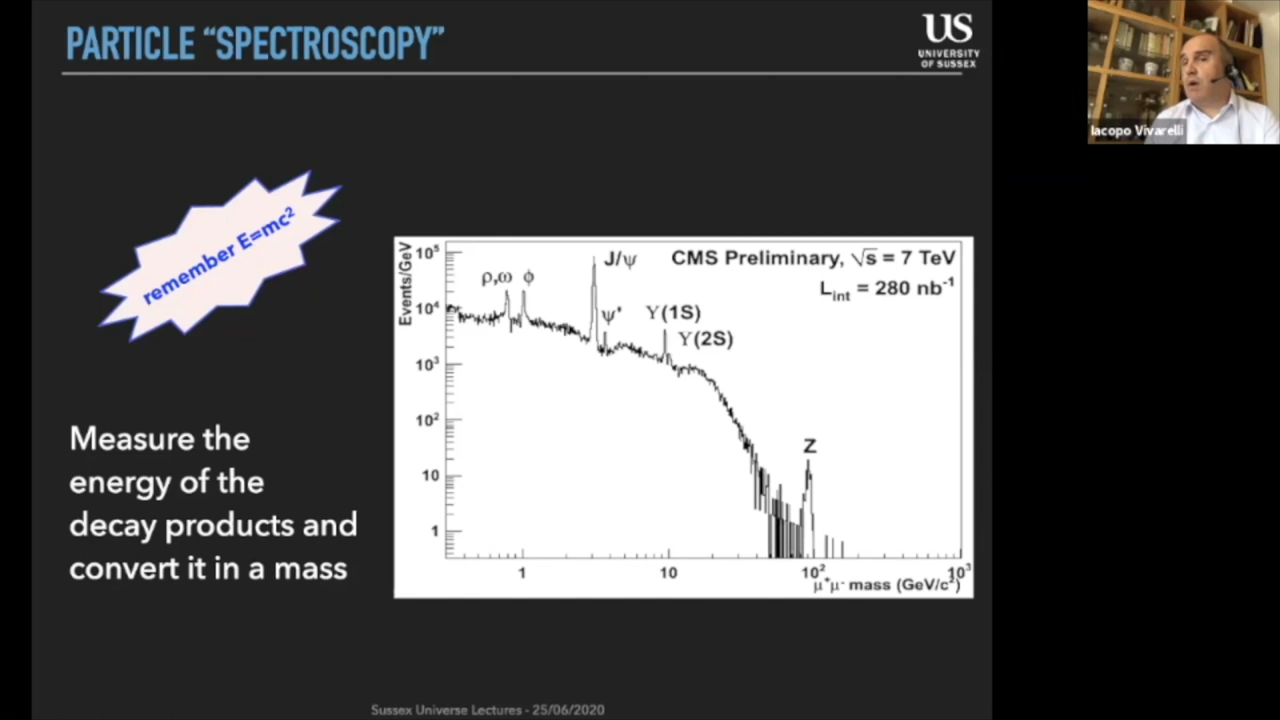 PARTICLE “SPECTROSCOPY”
US
UNIVERSITY
OF SUSSEX
Iacopo Vivarelli
remember E=mc²
Measure the
energy of the
decay products and
convert it in a mass
CMS Preliminary, √s = 7 TeV
L_int = 280 nb⁻¹
Events/GeV
10⁵
10⁴
10³
10²
10
1
ρ,ω
ϕ
J/ψ
ψ'
Υ(1S)
Υ(2S)
Z
1
10
10²
10³
μ⁺μ⁻ mass (GeV/c²)
Sussex Universe Lectures - 25/06/2020